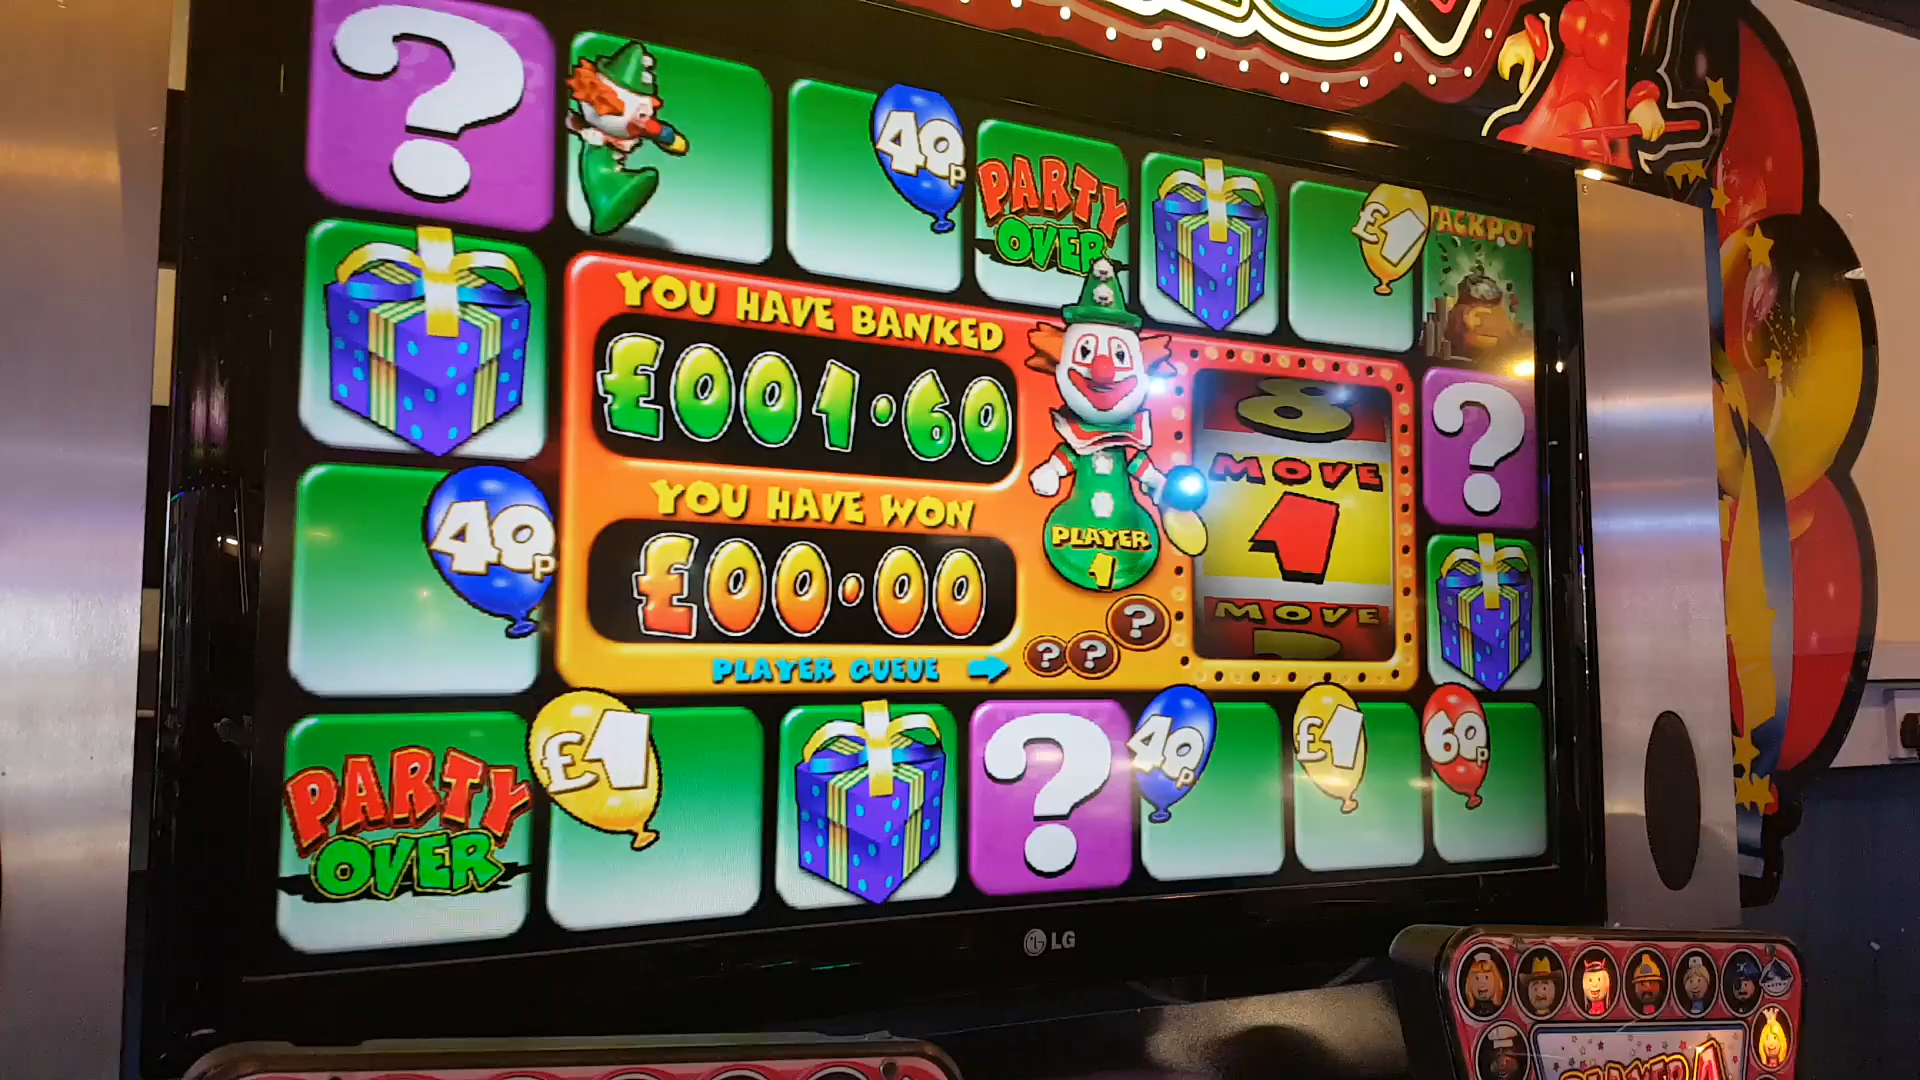 ?
40p
PARTY
OVER
£1
JACKPOT
?
YOU HAVE BANKED
£001.60
YOU HAVE WON
£00.00
PLAYER QUEUE
? ? ?
PLAYER
1
8
MOVE
1
MOVE
40p
?
PARTY
OVER
£1
?
40p
£1
60p
LG